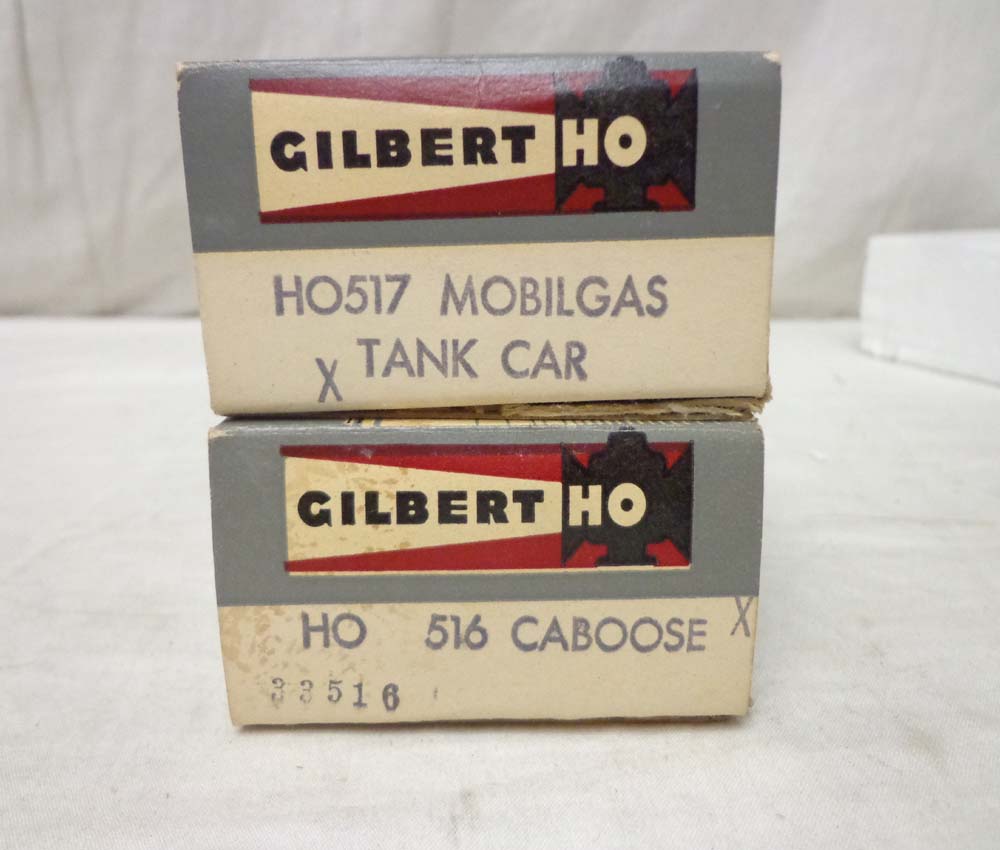 GILBERT HO
HO517 MOBILGAS
X TANK CAR
GILBERT HO
HO 516 CABOOSE X
33516